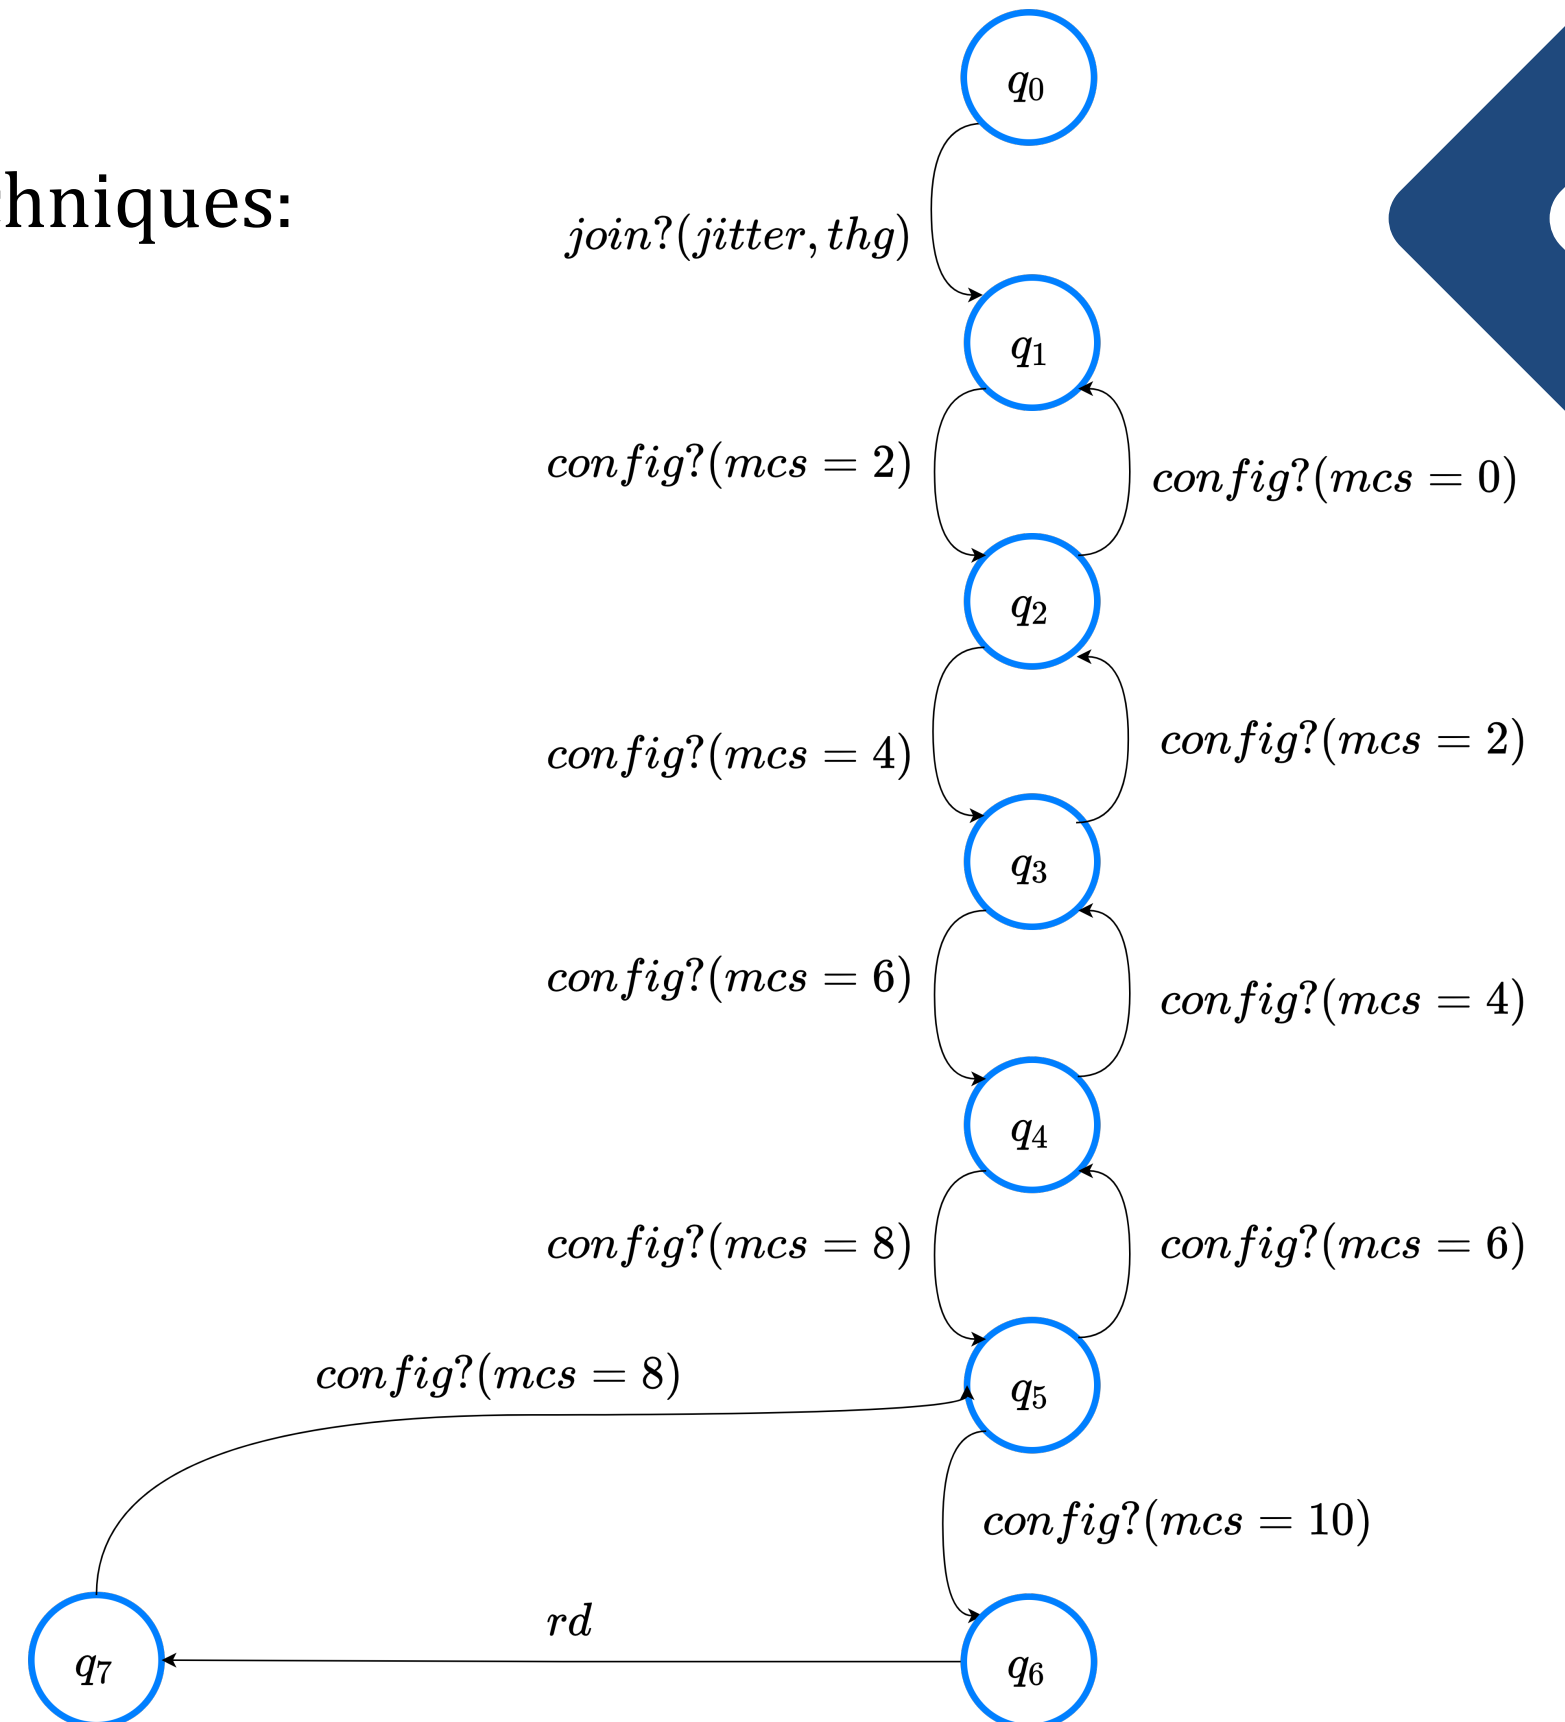 q0
hniques:
join?(jitter, thg)
q1
config?(mcs = 2)
config?(mcs = 0)
q2
config?(mcs = 4)
config?(mcs = 2)
q3
config?(mcs = 6)
config?(mcs = 4)
q4
config?(mcs = 8)
config?(mcs = 6)
config?(mcs = 8)
q5
config?(mcs = 10)
rd
q7
q6